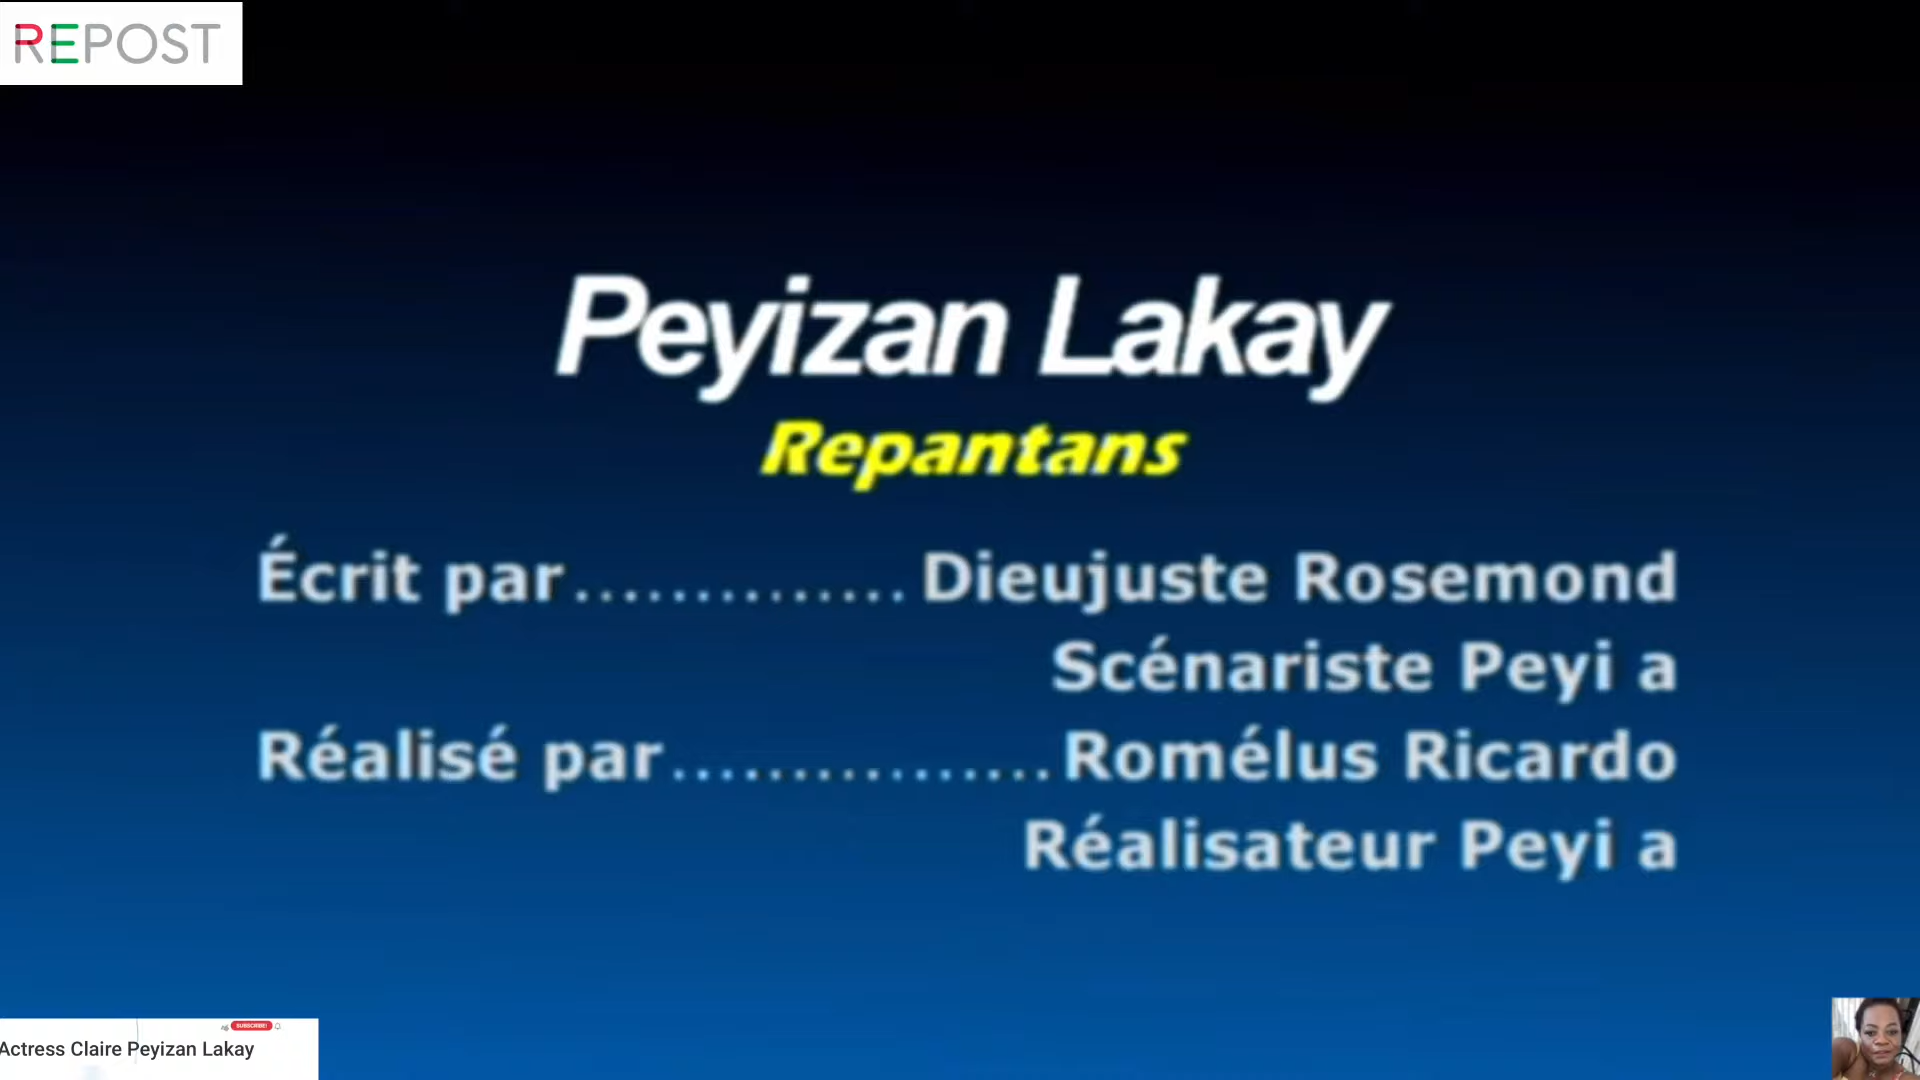 REPOST
Peyizan Lakay
Repantans
Écrit par.............. Dieujuste Rosemond
Scénariste Peyi a
Réalisé par................ Romélus Ricardo
Réalisateur Peyi a
SUBSCRIBE!
Actress Claire Peyizan Lakay